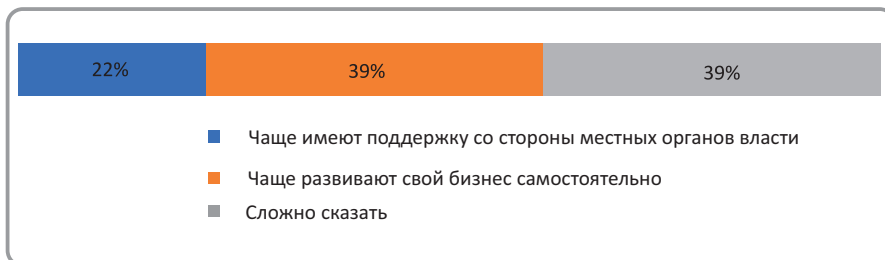 22% 39% 39%
Чаще имеют поддержку со стороны местных органов власти
Чаще развивают свой бизнес самостоятельно
Сложно сказать